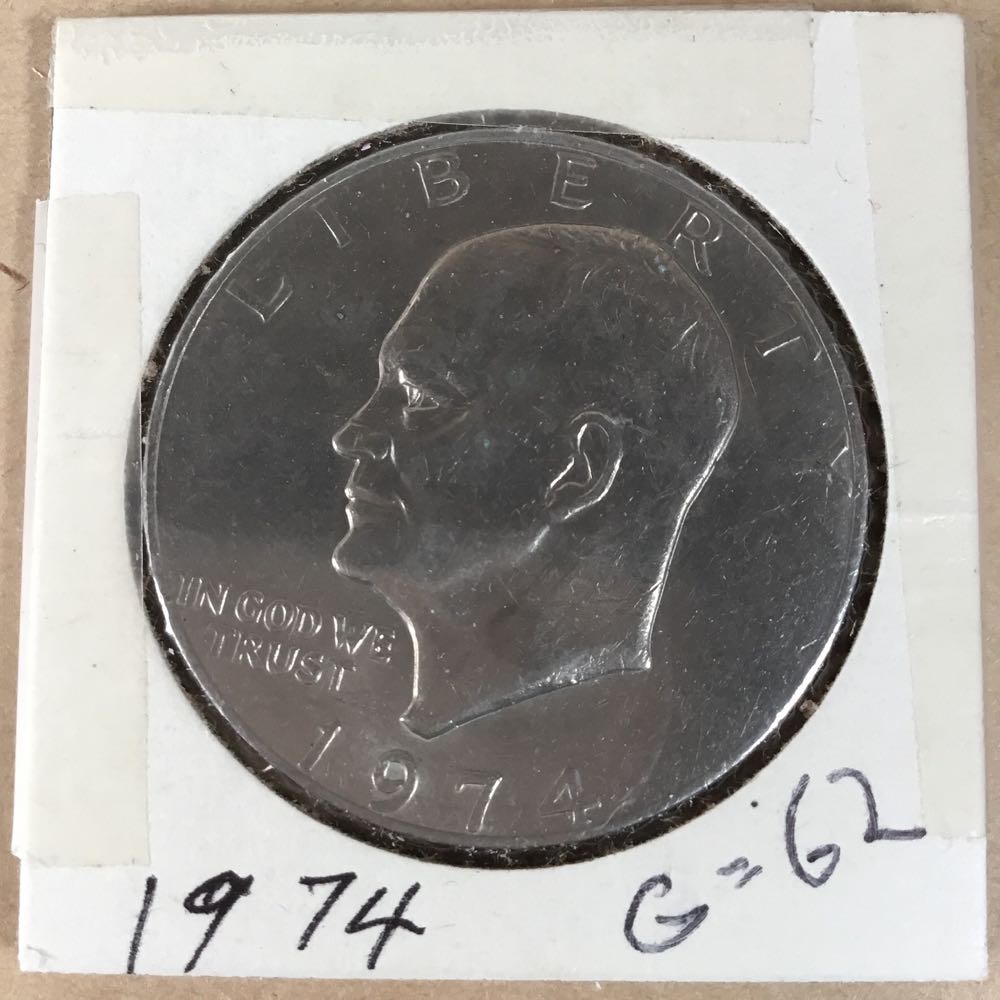 LIBERTY
IN GOD WE
TRUST
1974
1974 G=62